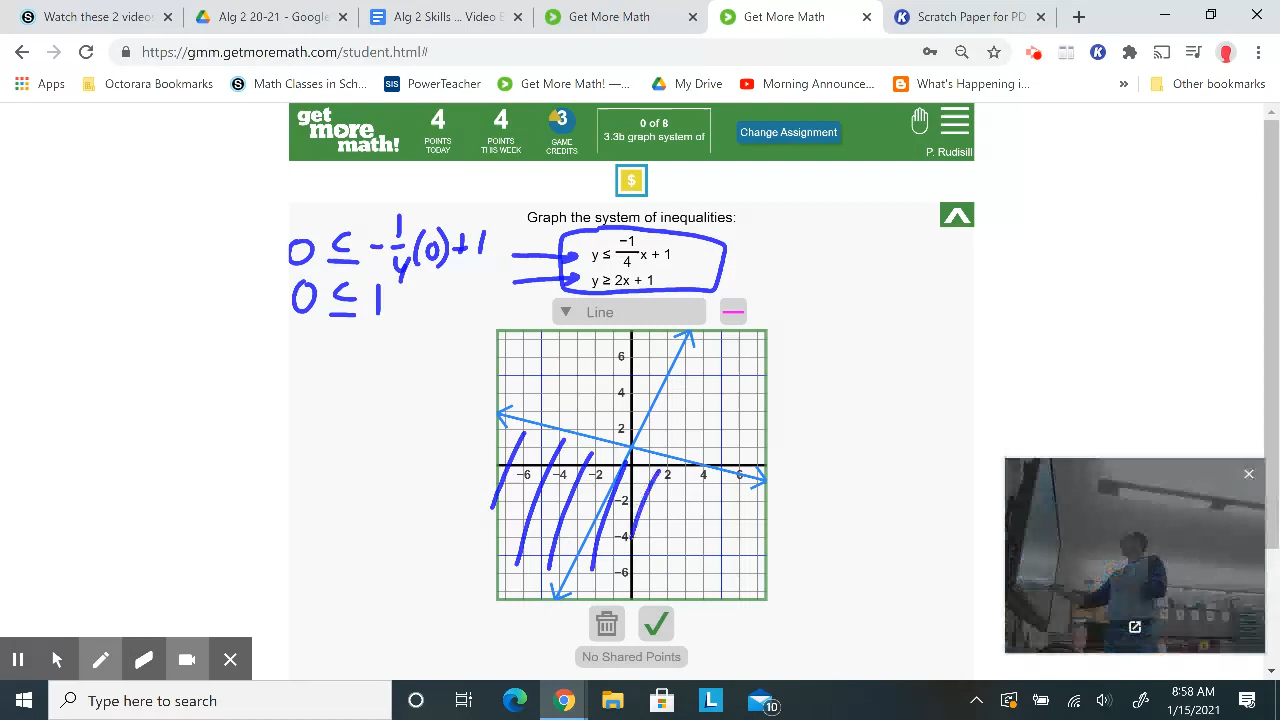 Watch these 5 videos
Alg 2 20-21 - Google
Alg 2 Skills .. Video E
Get More Math!
Get More Math!
Scratch Paper for PD
https://gmm.getmoremath.com/student.html#
Apps
Octorara Bookmarks
Math Classes in Sch...
SIS PowerTeacher
Get More Math! —...
My Drive
Morning Announce...
What's Happening i...
»
Other bookmarks
get more math!
4 POINTS TODAY
4 POINTS THIS WEEK
3 GAME CREDITS
0 of 8
3.3b graph system of
Change Assignment
P. Rudisill
$
Graph the system of inequalities:
y ≤ -1/4 x + 1
y ≥ 2x + 1
0 ≤ -1/4(0)+1
0 ≤ 1
Line
6
4
2
-6 -4 -2 2 4 6
-2
-4
-6
No Shared Points
Type here to search
10
8:58 AM
1/15/2021